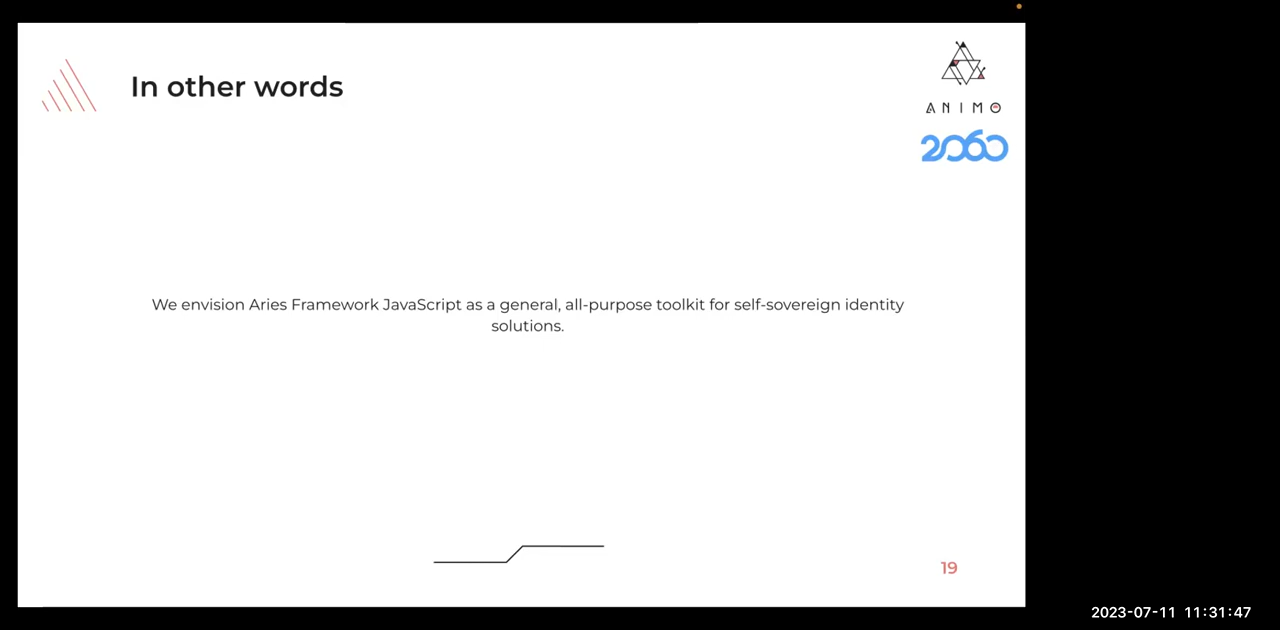 In other words
ANIMO
2060
We envision Aries Framework JavaScript as a general, all-purpose toolkit for self-sovereign identity
solutions.
19
2023-07-11 11:31:47